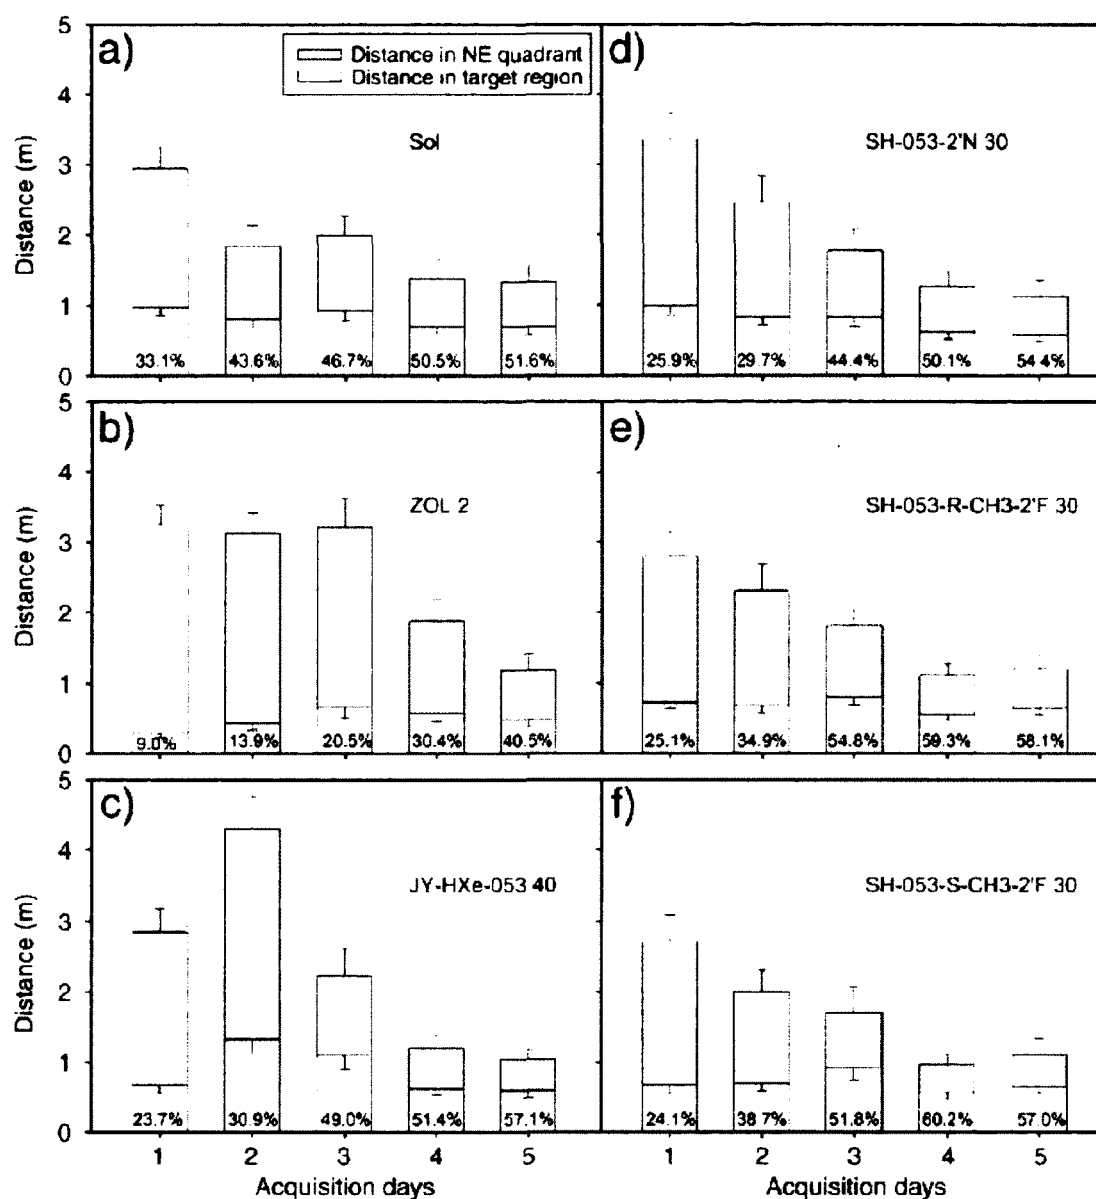 a)
Distance in NE quadrant
Distance in target region
Sol
Distance (m)
5
4
3
2
1
0
33.1% 43.6% 46.7% 50.5% 51.6%
d)
SH-053-2'N 30
25.9% 29.7% 44.4% 50.1% 54.4%
b)
ZOL 2
Distance (m)
5
4
3
2
1
0
9.0% 13.9% 20.5% 30.4% 40.5%
e)
SH-053-R-CH3-2'F 30
25.1% 34.9% 54.8% 59.3% 58.1%
c)
JY-HXe-053 40
Distance (m)
5
4
3
2
1
0
23.7% 30.9% 49.0% 51.4% 57.1%
1 2 3 4 5
Acquisition days
f)
SH-053-S-CH3-2'F 30
24.1% 38.7% 51.8% 60.2% 57.0%
1 2 3 4 5
Acquisition days